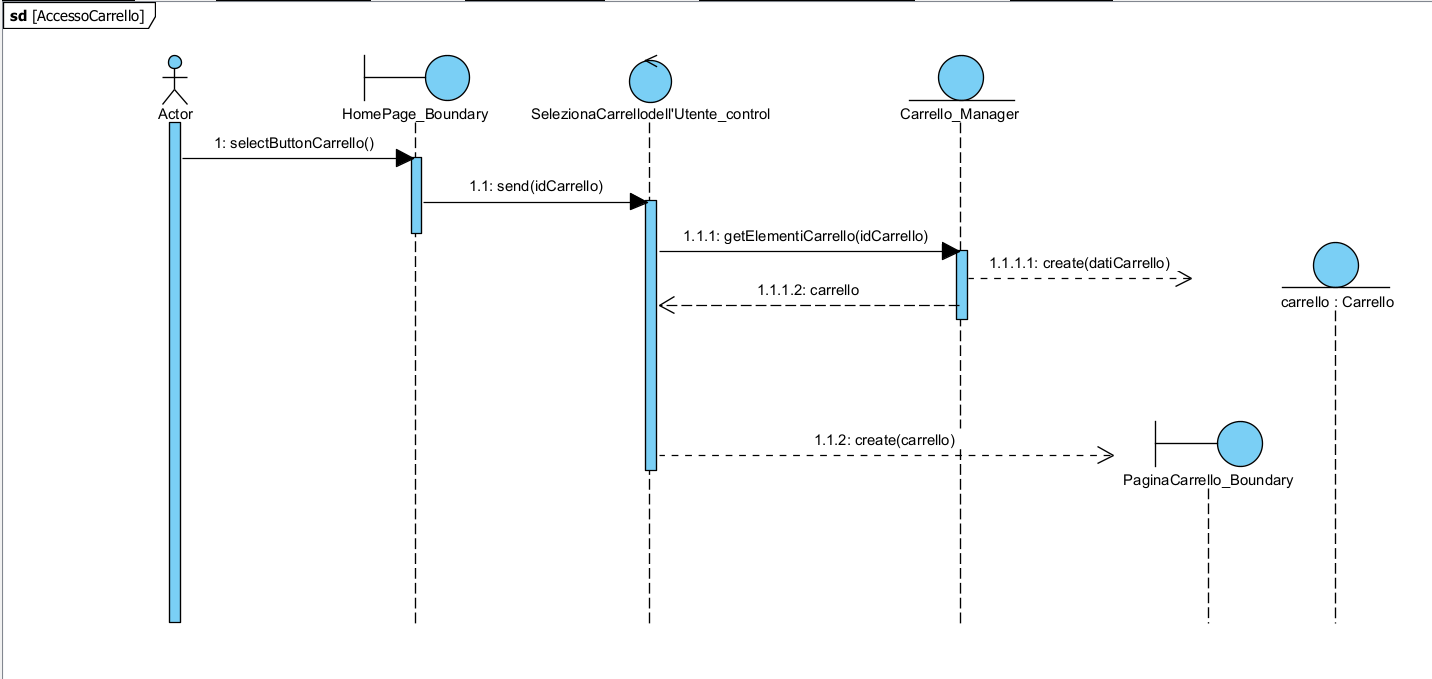 sd [AccessoCarrello]
Actor
HomePage_Boundary
SelezionaCarrellodell'Utente_control
Carrello_Manager
1: selectButtonCarrello()
1.1: send(idCarrello)
1.1.1: getElementiCarrello(idCarrello)
1.1.1.1: create(datiCarrello)
1.1.1.2: carrello
carrello : Carrello
1.1.2: create(carrello)
PaginaCarrello_Boundary